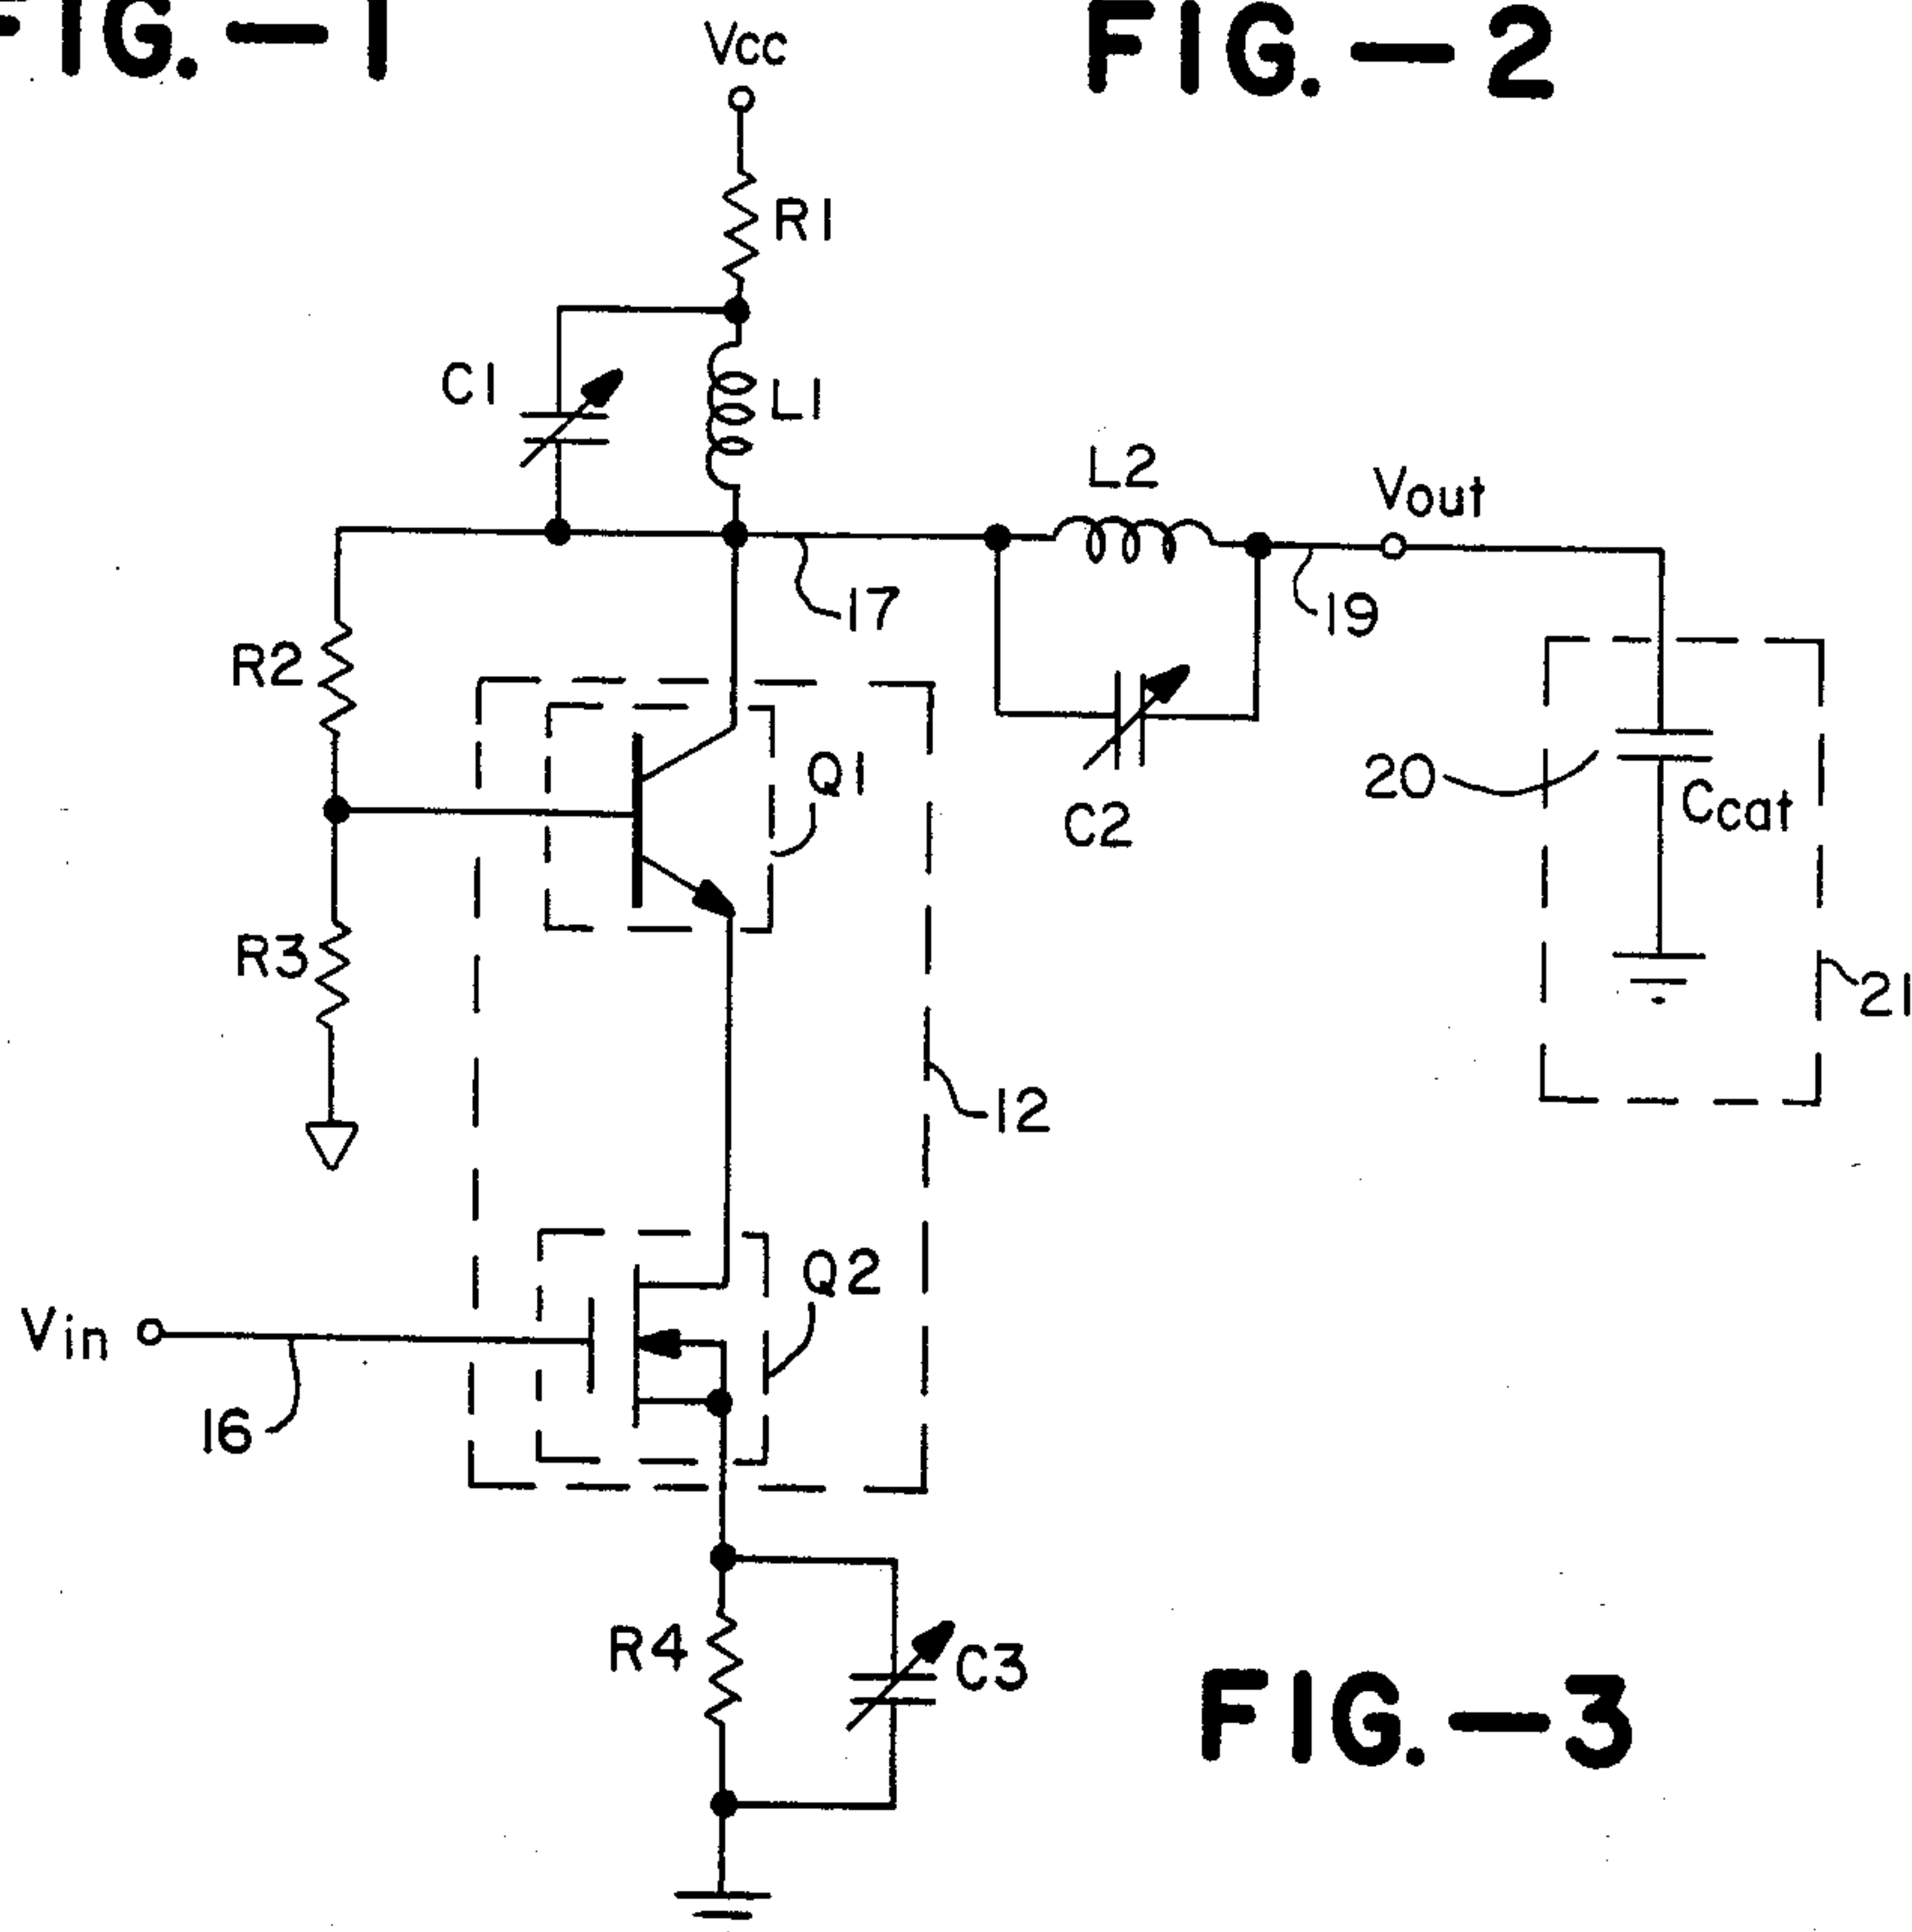 FIG.—1
FIG.—2
Vcc
R1
C1
L1
L2
Vout
17
19
R2
Q1
20
Ccat
C2
R3
21
12
Q2
Vin
16
R4
C3
FIG.—3